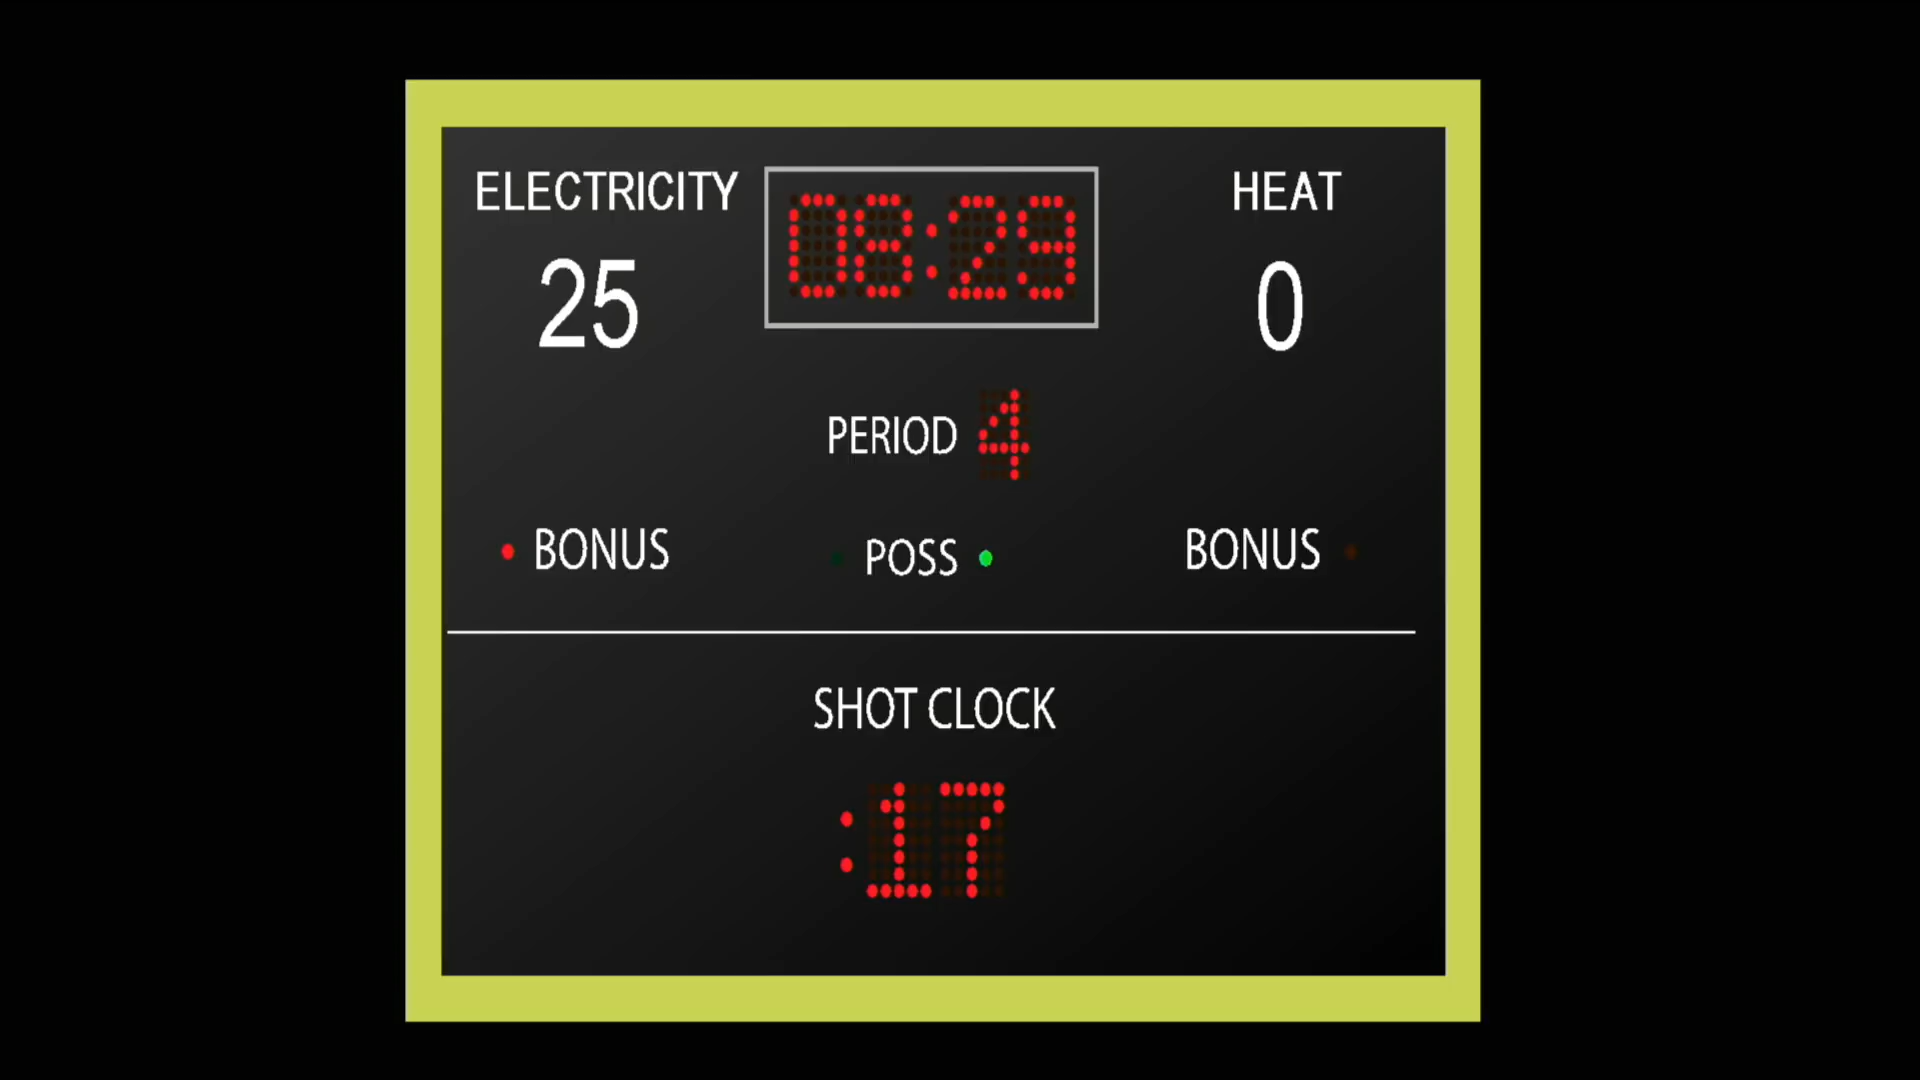 ELECTRICITY 08:29 HEAT
25 0
PERIOD 4
BONUS POSS BONUS
SHOT CLOCK
:17